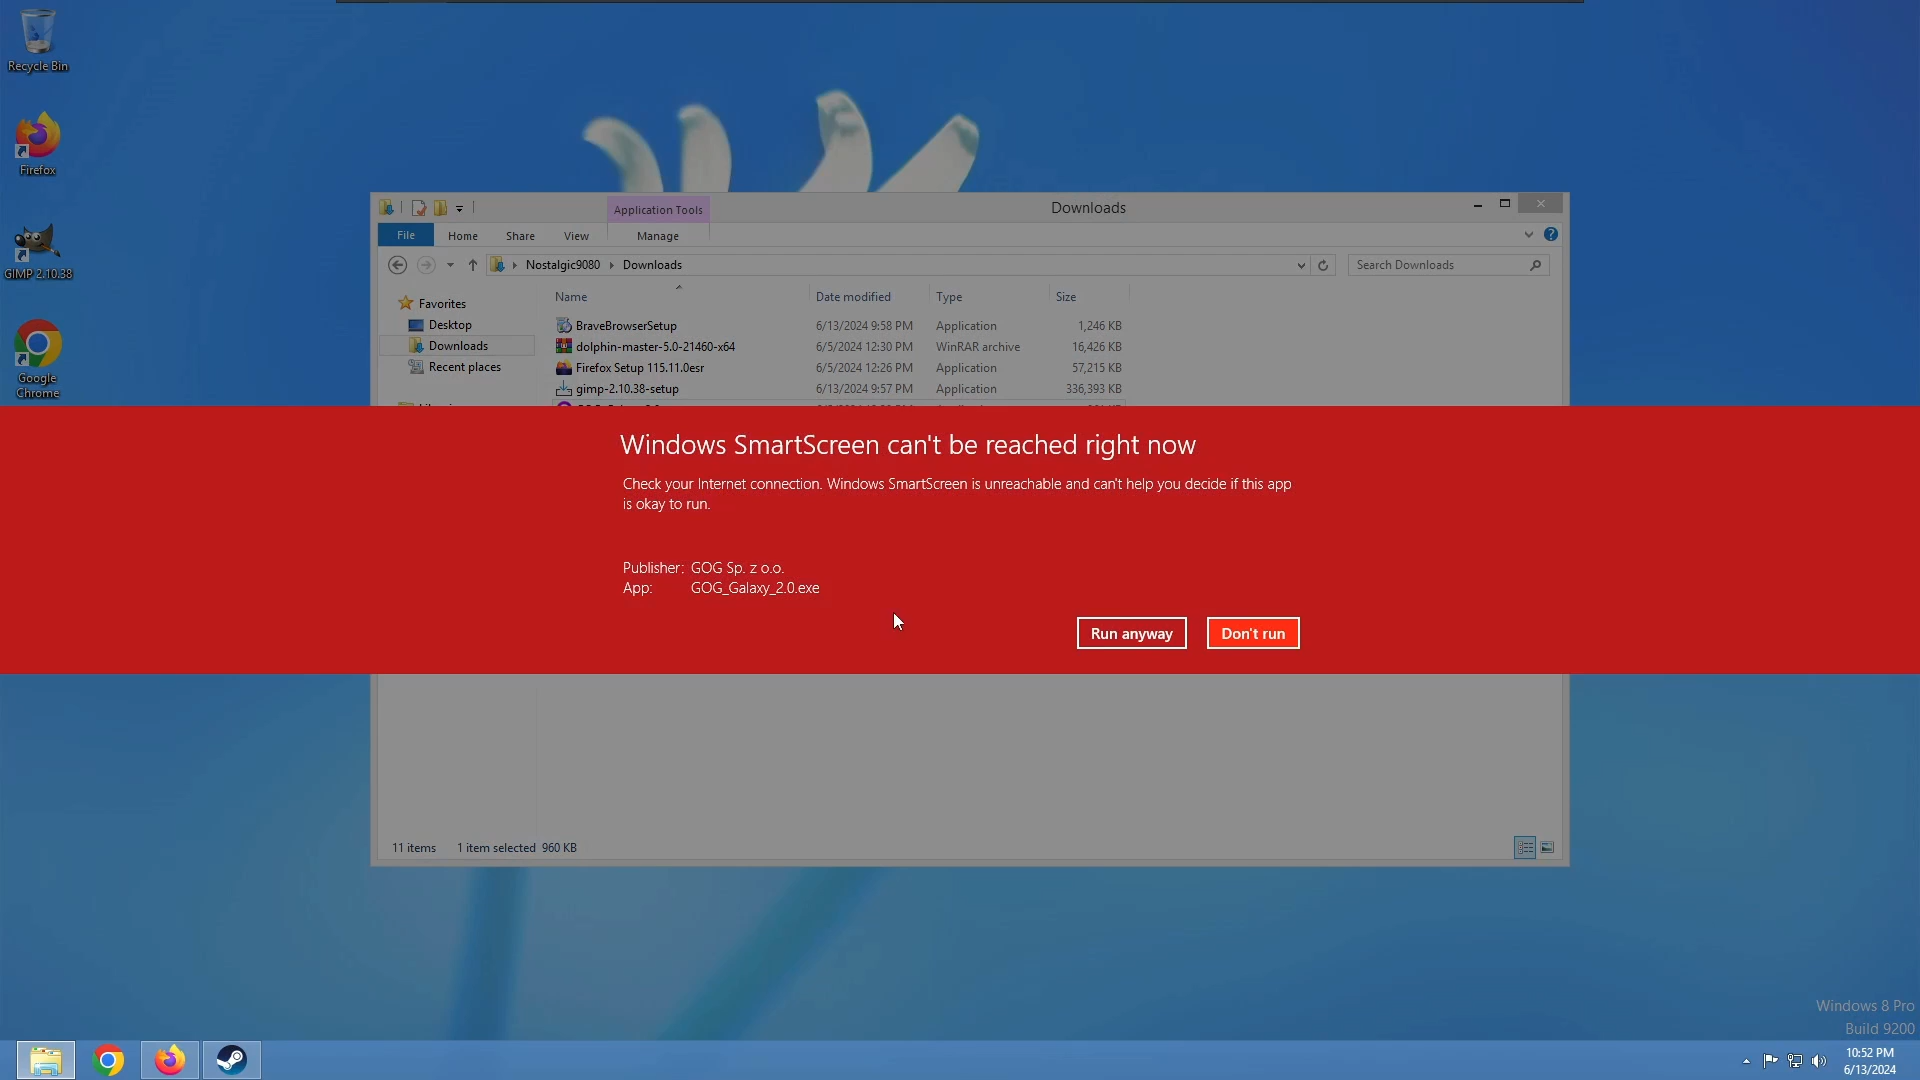 Recycle Bin
Firefox
GIMP 2.10.38
Google
Chrome
Application Tools
Downloads
File Home Share View Manage
Nostalgic9080 Downloads
Search Downloads
Favorites
Desktop
Downloads
Recent places
Name Date modified Type Size
BraveBrowserSetup 6/13/2024 9:58 PM Application 1,246 KB
dolphin-master-5.0-21460-x64 6/5/2024 12:30 PM WinRAR archive 16,426 KB
Firefox Setup 115.11.0esr 6/5/2024 12:26 PM Application 57,215 KB
gimp-2.10.38-setup 6/13/2024 9:57 PM Application 336,393 KB
Windows SmartScreen can't be reached right now
Check your Internet connection. Windows SmartScreen is unreachable and can't help you decide if this app
is okay to run.
Publisher: GOG Sp. z o.o.
App: GOG_Galaxy_2.0.exe
Run anyway
Don't run
11 items 1 item selected 960 KB
Windows 8 Pro
Build 9200
10:52 PM
6/13/2024